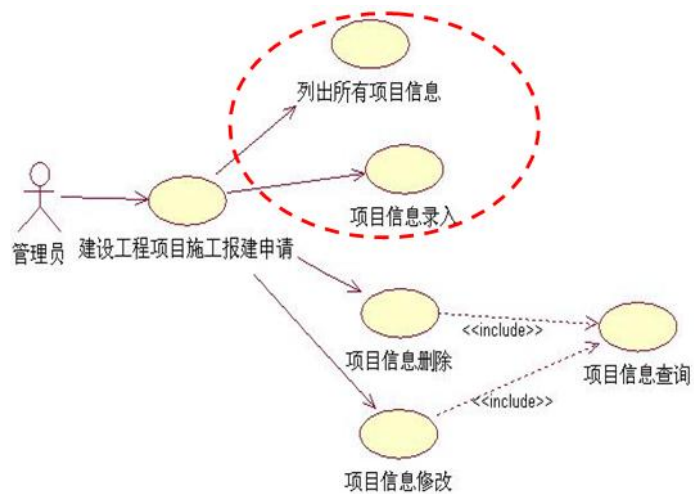 列出所有项目信息
项目信息录入
管理员
建设工程项目施工报建申请
<<include>>
项目信息删除
项目信息查询
<<include>>
项目信息修改